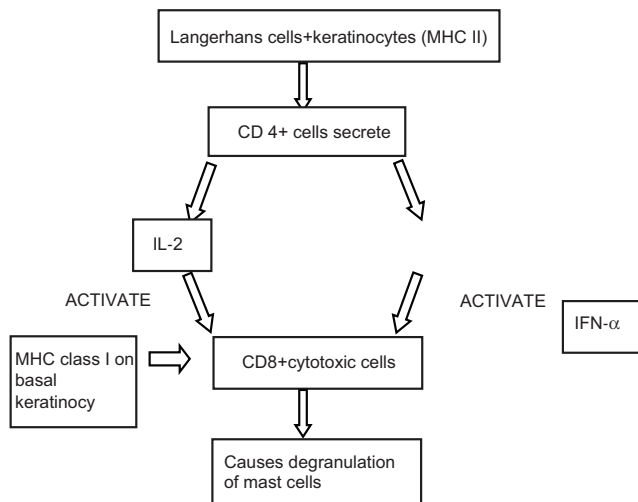 Langerhans cells+keratinocytes (MHC II)
CD 4+ cells secrete
IL-2
ACTIVATE
ACTIVATE
IFN-α
MHC class I on
basal
keratinocy
CD8+cytotoxic cells
Causes degranulation
of mast cells